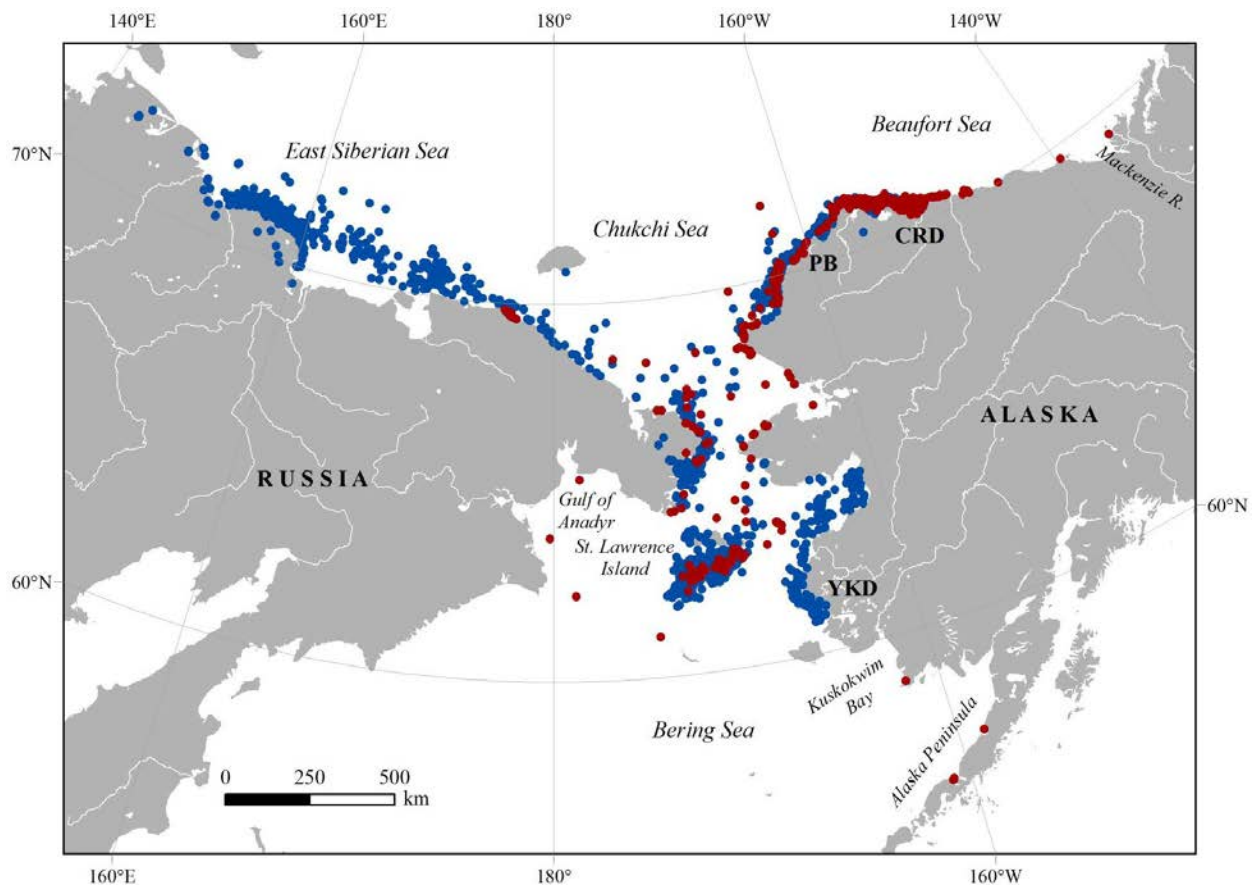 140°E 160°E 180° 160°W 140°W
Beaufort Sea
70°N
East Siberian Sea
Mackenzie R.
Chukchi Sea
CRD
PB
ALASKA
RUSSIA
Gulf of
Anadyr
60°N
St. Lawrence
Island
60°N
YKD
Kuskokwim
Bay
Bering Sea
Alaska Peninsula
0 250 500
km
160°E 180° 160°W